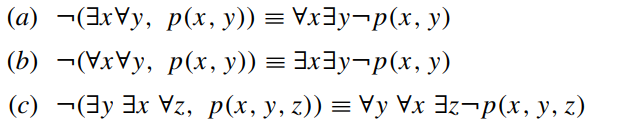 (a) ¬(∃x∀y, p(x, y)) ≡ ∀x∃y¬p(x, y)
(b) ¬(∀x∀y, p(x, y)) ≡ ∃x∃y¬p(x, y)
(c) ¬(∃y ∃x ∀z, p(x, y, z)) ≡ ∀y ∀x ∃z¬p(x, y, z)